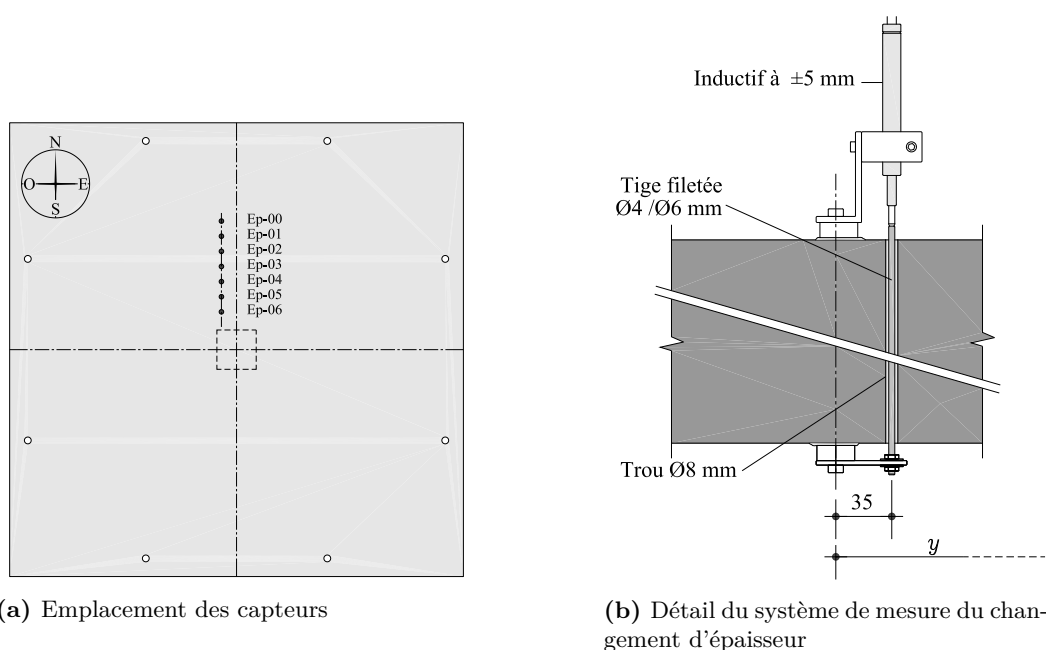 N
O E
S
Ep-00
Ep-01
Ep-02
Ep-03
Ep-04
Ep-05
Ep-06
(a) Emplacement des capteurs
Inductif à ±5 mm
Tige filetée
Ø4 /Ø6 mm
Trou Ø8 mm
35
y
(b) Détail du système de mesure du chan-
gement d'épaisseur